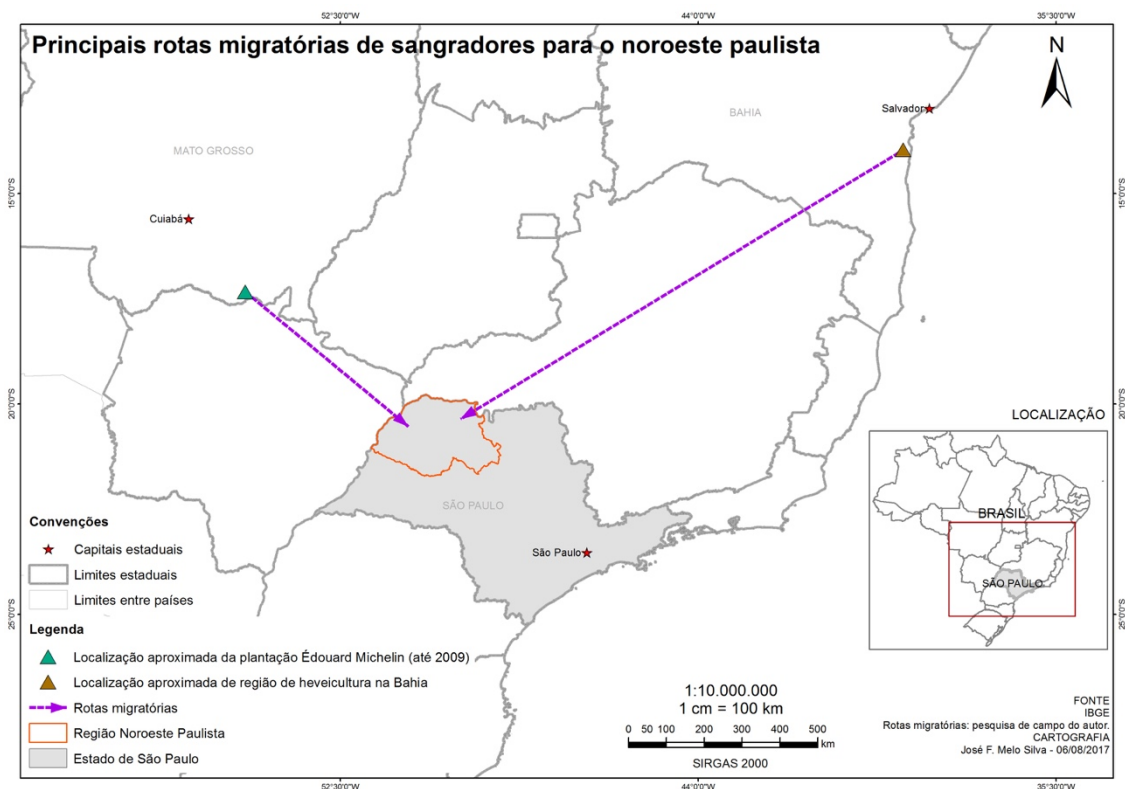 52°30'0"W
44°0'0"W
35°30'0"W
Principais rotas migratórias de sangradores para o noroeste paulista
N
BAHIA
Salvador
MATO GROSSO
15°0'0"S
15°0'0"S
Cuiabá
20°0'0"S
20°0'0"S
LOCALIZAÇÃO
SÃO PAULO
BRASIL
São Paulo
SÃO PAULO
25°0'0"S
25°0'0"S
Convenções
Capitais estaduais
Limites estaduais
Limites entre países
Legenda
Localização aproximada da plantação Édouard Michelin (até 2009)
Localização aproximada de região de heveicultura na Bahia
Rotas migratórias
Região Noroeste Paulista
Estado de São Paulo
1:10.000.000
1 cm = 100 km
0 50 100 200 300 400 500
km
SIRGAS 2000
FONTE
IBGE
Rotas migratórias: pesquisa de campo do autor.
CARTOGRAFIA
José F. Melo Silva - 06/08/2017
52°30'0"W
44°0'0"W
35°30'0"W